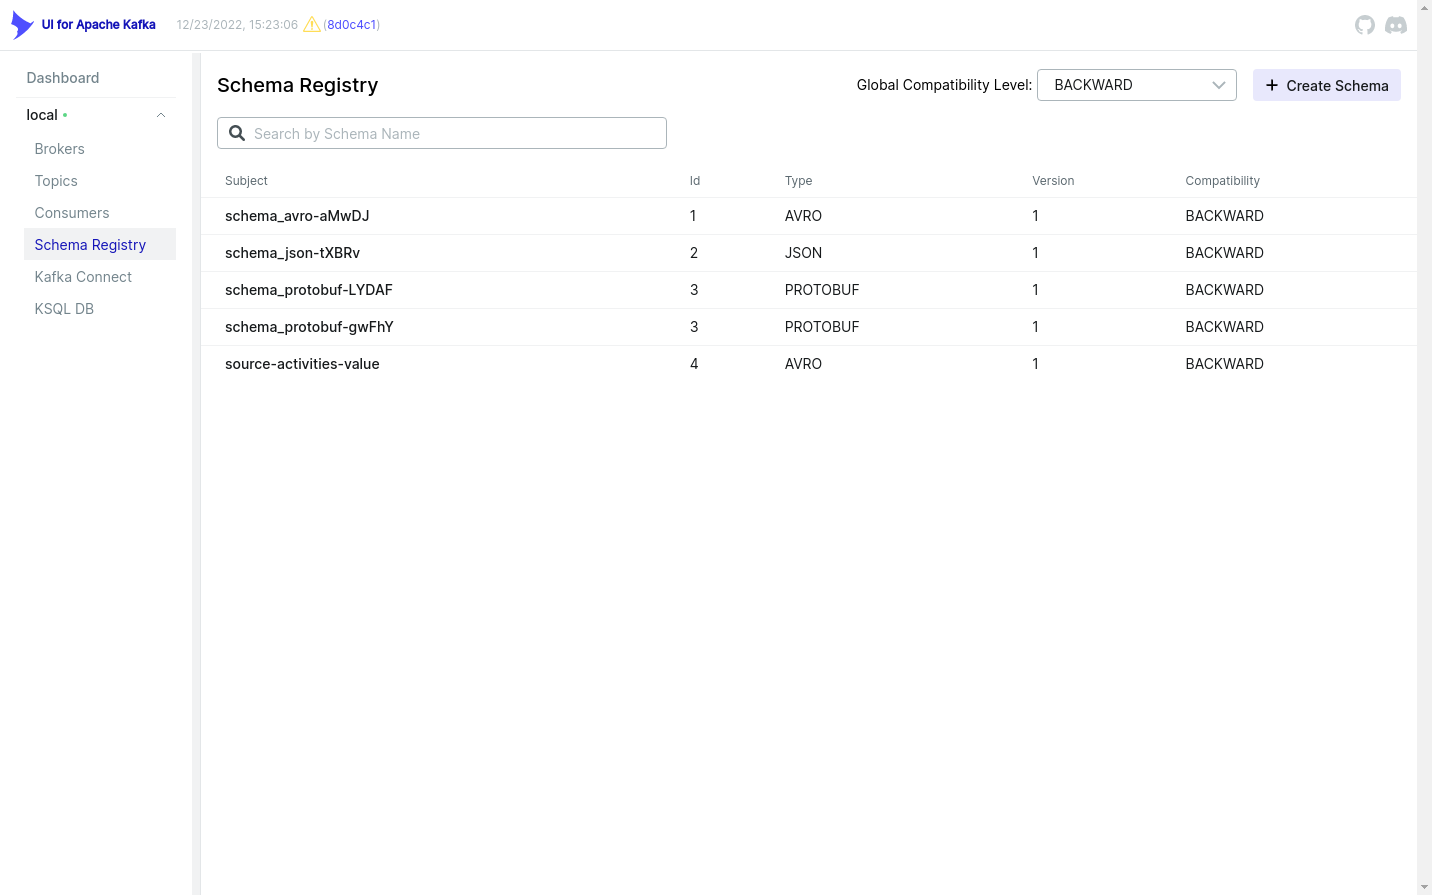 UI for Apache Kafka 12/23/2022, 15:23:06 (8d0c4c1)
Dashboard
local
Brokers
Topics
Consumers
Schema Registry
Kafka Connect
KSQL DB
Schema Registry
Global Compatibility Level: BACKWARD
Create Schema
Search by Schema Name
Subject Id Type Version Compatibility
schema_avro-aMwDJ 1 AVRO 1 BACKWARD
schema_json-tXBRv 2 JSON 1 BACKWARD
schema_protobuf-LYDAF 3 PROTOBUF 1 BACKWARD
schema_protobuf-gwFhY 3 PROTOBUF 1 BACKWARD
source-activities-value 4 AVRO 1 BACKWARD